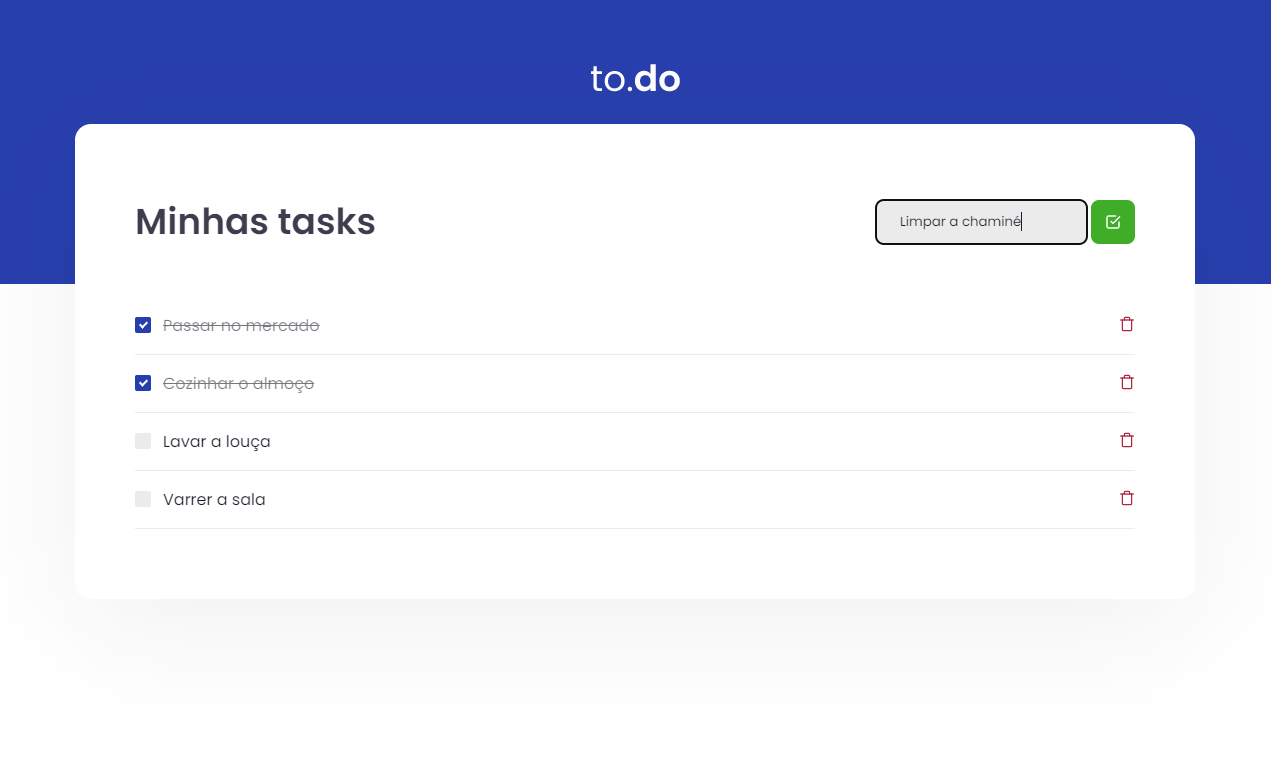 to.do
Minhas tasks
Limpar a chaminé
Passar no mercado
Cozinhar o almoço
Lavar a louça
Varrer a sala